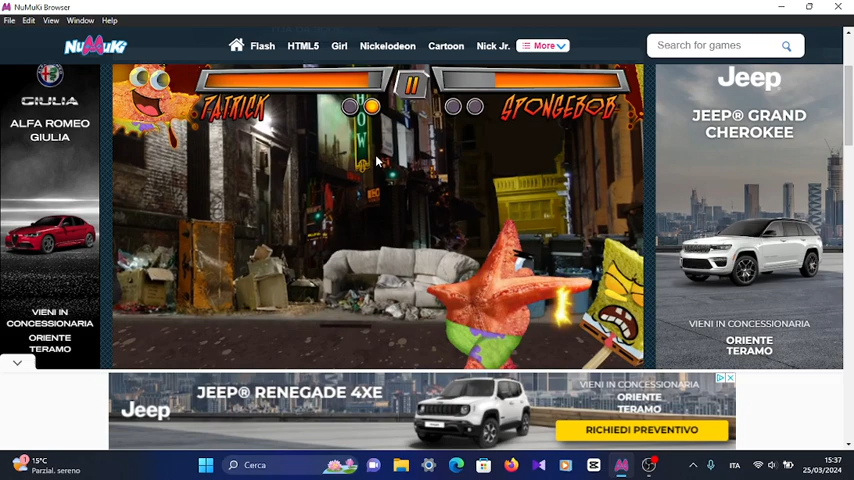 NuMuKi Browser
File Edit View Window Help
NuMuKi
Flash HTML5 Girl Nickelodeon Cartoon Nick Jr. More
Search for games
GIULIA
ALFA ROMEO
GIULIA
VIENI IN
CONCESSIONARIA
ORIENTE
TERAMO
PATRICK
SPONGEBOB
HOW
Jeep
JEEP® GRAND
CHEROKEE
VIENI IN CONCESSIONARIA
ORIENTE
TERAMO
Jeep
JEEP® RENEGADE 4XE
VIENI IN CONCESSIONARIA
ORIENTE
TERAMO
RICHIEDI PREVENTIVO
15°C
Parzial. sereno
Cerca
ITA
15:37
25/03/2024